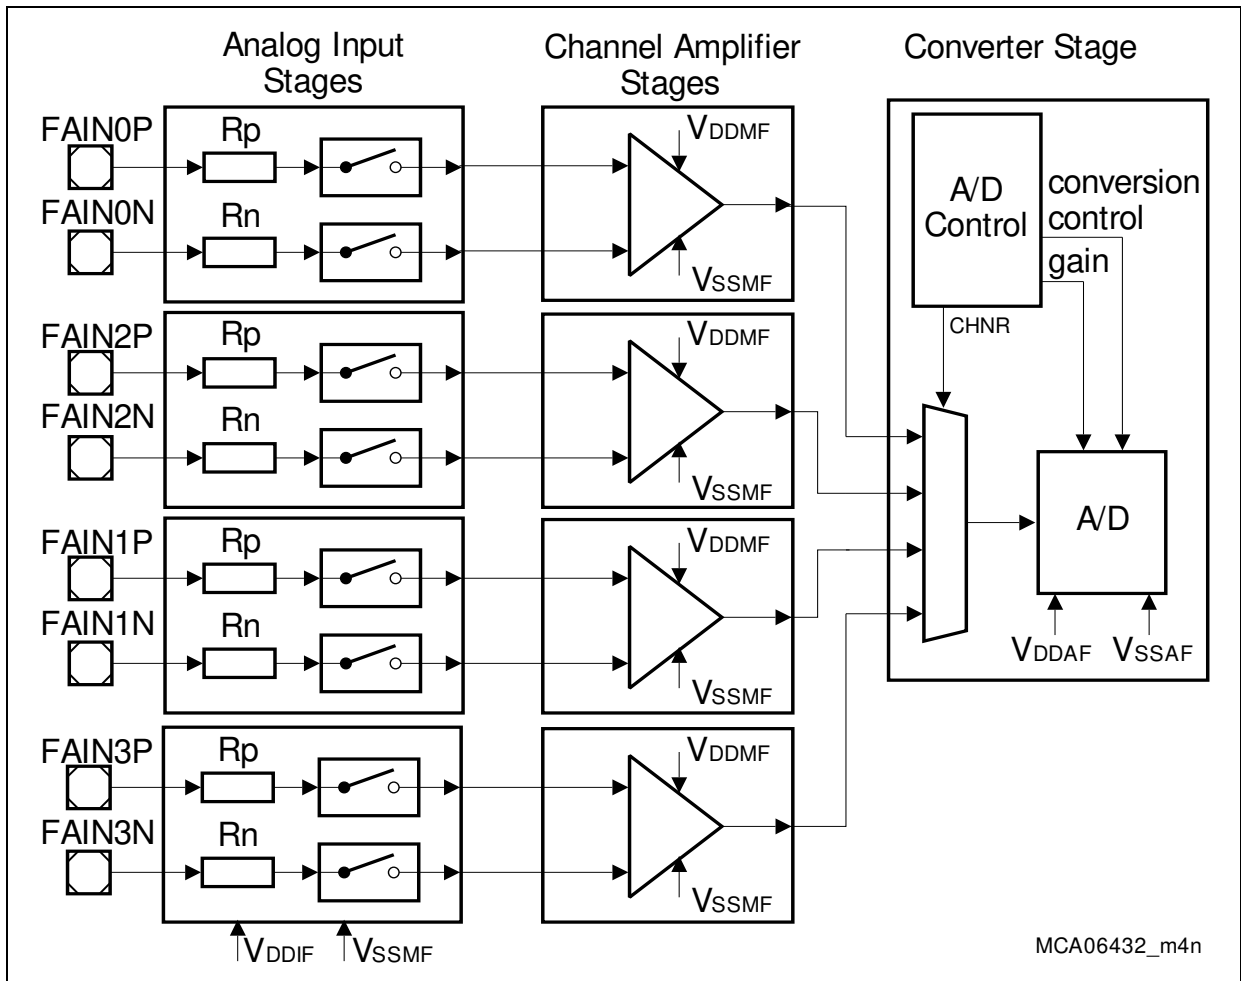 Analog Input
Stages
Channel Amplifier
Stages
Converter Stage
FAIN0P
Rp
FAIN0N
Rn
VDDMF
VSSMF
FAIN2P
Rp
FAIN2N
Rn
VDDMF
VSSMF
FAIN1P
Rp
FAIN1N
Rn
VDDMF
VSSMF
FAIN3P
Rp
FAIN3N
Rn
VDDMF
VSSMF
VDDIF
VSSMF
A/D
Control
conversion
control
gain
CHNR
A/D
VDDAF
VSSAF
MCA06432_m4n